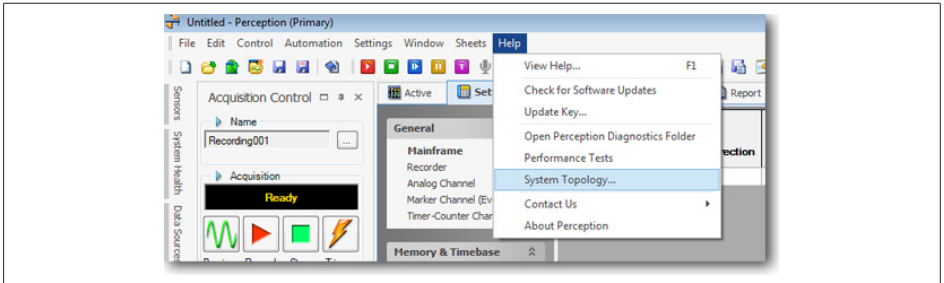 Untitled - Perception (Primary)
File Edit Control Automation Settings Window Sheets Help
View Help... F1
Check for Software Updates
Update Key...
Open Perception Diagnostics Folder
Performance Tests
System Topology...
Contact Us
About Perception
Sensors
System Health
Data Sources
Acquisition Control
Name
Recording001
...
Acquisition
Ready
Active
Set
Report
General
Mainframe
Recorder
Analog Channel
Marker Channel (Ev
Timer-Counter Char
Memory & Timebase
rection